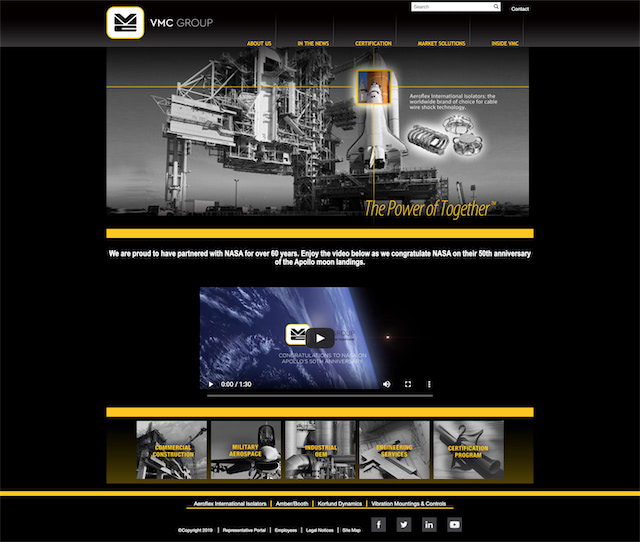 Search
Contact
VMC GROUP
ABOUT US
IN THE NEWS
CERTIFICATION
MARKET SOLUTIONS
INSIDE VMC
Aeroflex International Isolators: the
worldwide brand of choice for cable
wire shock technology.
The Power of Together™
We are proud to have partnered with NASA for over 60 years. Enjoy the video below as we congratulate NASA on their 50th anniversary
of the Apollo moon landings.
GROUP
CONGRATULATIONS TO NASA ON
APOLLO'S 50TH ANNIVERSARY
0:00 / 1:30
COMMERCIAL
CONSTRUCTION
MILITARY
AEROSPACE
INDUSTRIAL
OEM
ENGINEERING
SERVICES
CERTIFICATION
PROGRAM
Aeroflex International Isolators | Amber/Booth | Korfund Dynamics | Vibration Mountings & Controls
©Copyright 2019 | Representative Portal | Employees | Legal Notices | Site Map